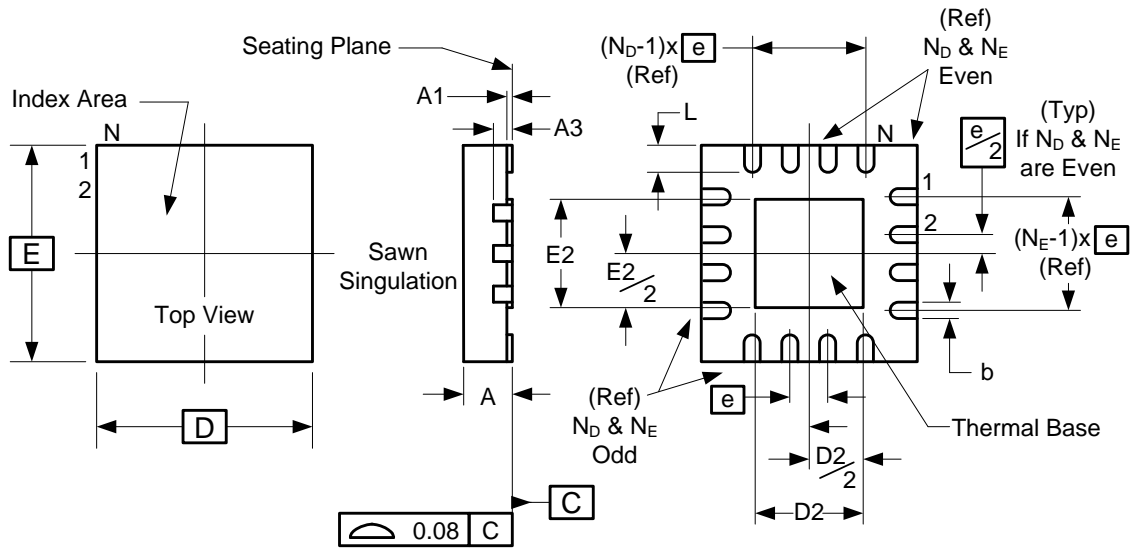 Seating Plane
Index Area
N
1
2
E
Top View
D
A1
A3
Sawn
Singulation
A
C
0.08 C
(N_D-1)x e
(Ref)
(Ref)
N_D & N_E
Even
L
N
e/2
(Typ)
If N_D & N_E
are Even
1
2
(N_E-1)x e
(Ref)
E2
E2/2
b
(Ref)
N_D & N_E
Odd
e
Thermal Base
D2/2
D2